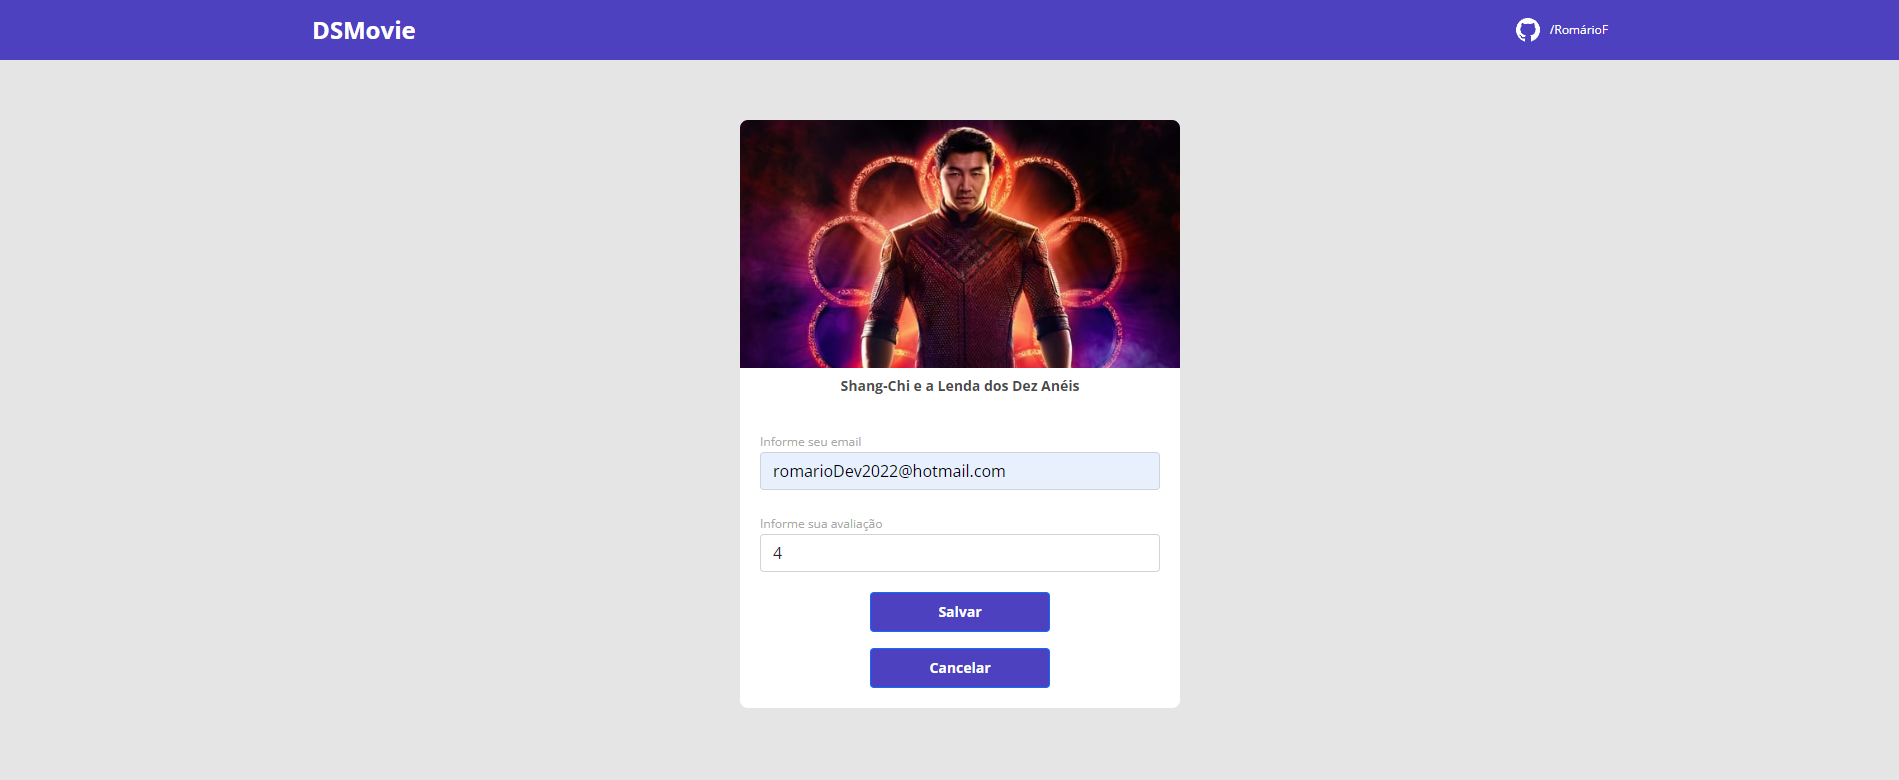 DSMovie
/RomárioF
Shang-Chi e a Lenda dos Dez Anéis
Informe seu email
romarioDev2022@hotmail.com
Informe sua avaliação
4
Salvar
Cancelar